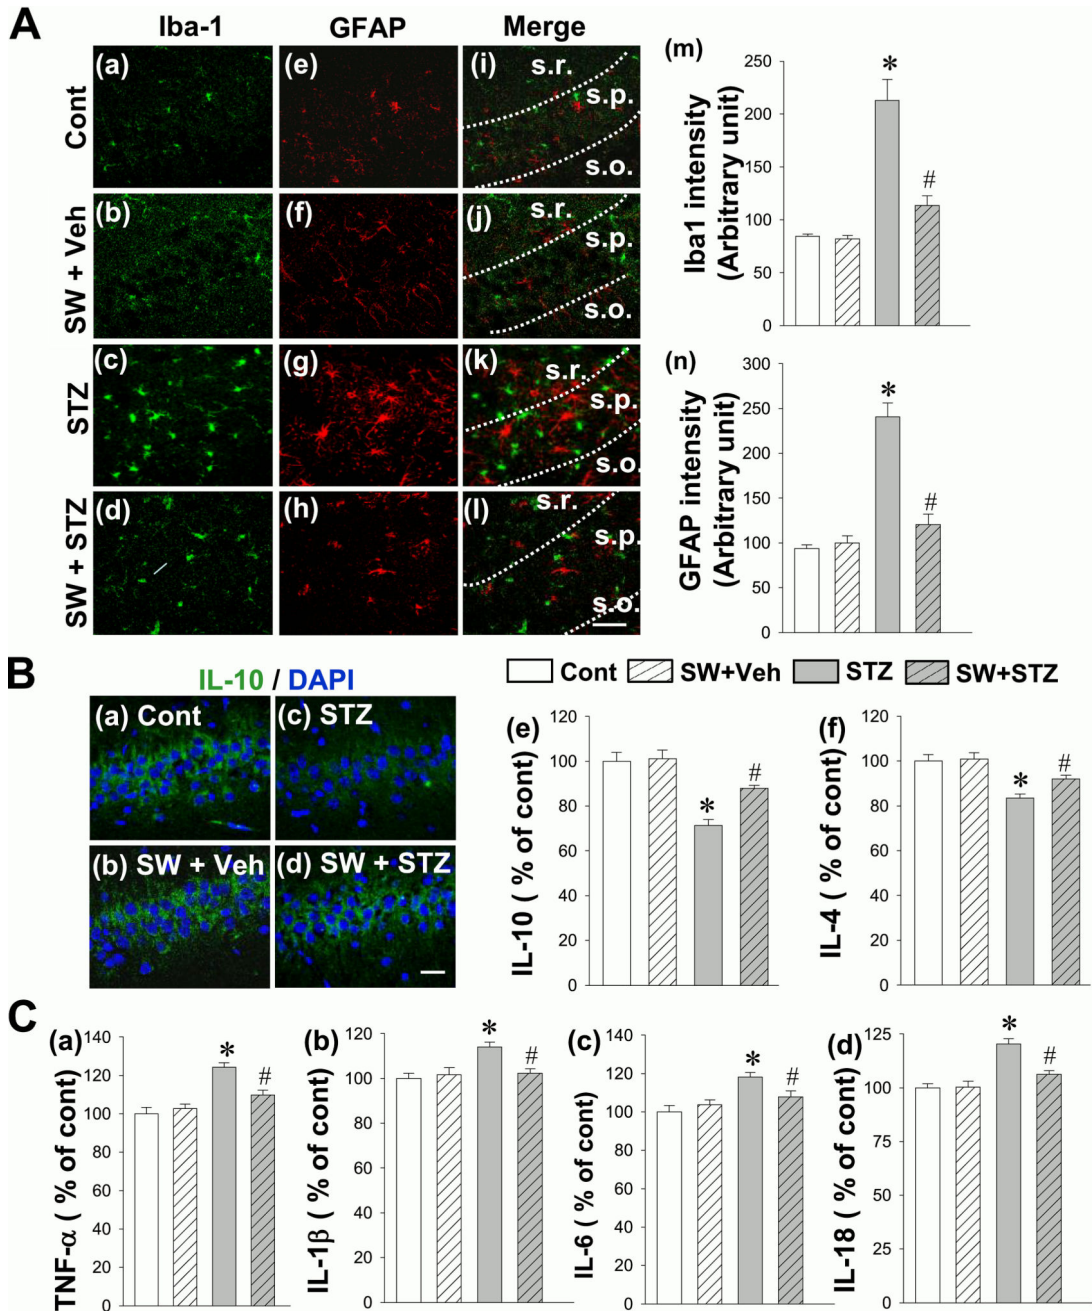 A
Iba-1 GFAP Merge
Cont
(a) (e) (i) s.r. s.p. s.o.
SW + Veh
(b) (f) (j) s.r. s.p. s.o.
STZ
(c) (g) (k) s.r. s.p. s.o.
SW + STZ
(d) (h) (l) s.r. s.p. s.o.
(m)
Iba1 intensity
(Arbitrary unit)
250
200
150
100
50
0
*
#
(n)
GFAP intensity
(Arbitrary unit)
300
250
200
150
100
50
0
*
#
Cont SW+Veh STZ SW+STZ
B
IL-10 / DAPI
(a) Cont (c) STZ
(b) SW + Veh (d) SW + STZ
(e)
IL-10 ( % of cont)
120
100
80
60
40
20
0
*
#
(f)
IL-4 ( % of cont)
120
100
80
60
40
20
0
*
#
C
(a)
TNF-α ( % of cont)
140
120
100
80
60
40
20
0
*
#
(b)
IL-1β ( % of cont)
120
100
80
60
40
20
0
*
#
(c)
IL-6 ( % of cont)
140
120
100
80
60
40
20
0
*
#
(d)
IL-18 ( % of cont)
125
100
75
50
25
0
*
#